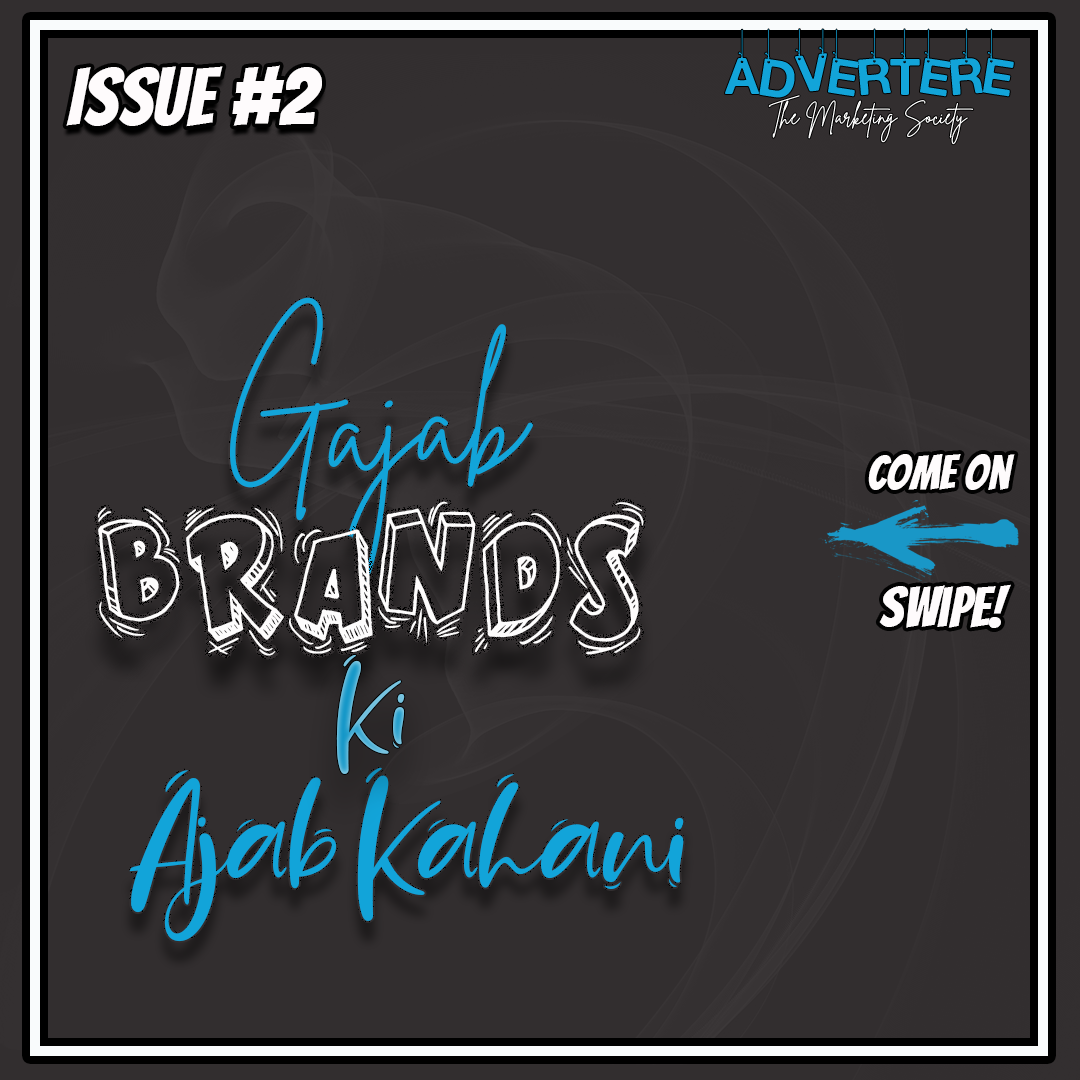 ISSUE #2
ADVERTERE
The Marketing Society
Gajab
BRANDS
Ki
Ajab Kahani
COME ON
SWIPE!